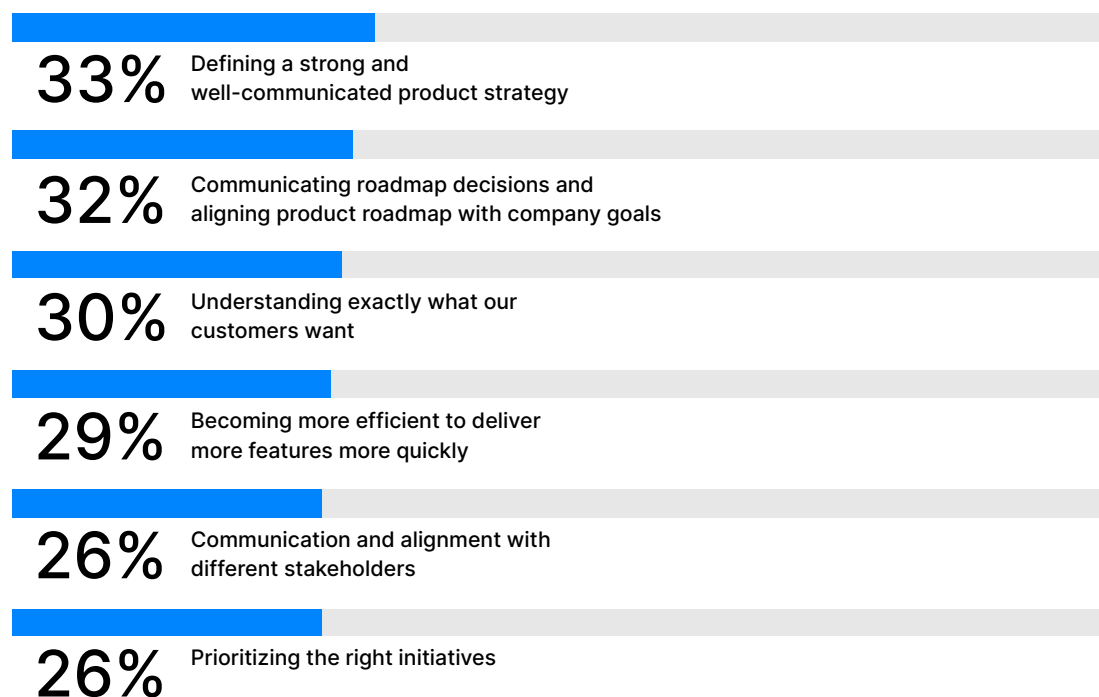 33%
Defining a strong and
well-communicated product strategy
32%
Communicating roadmap decisions and
aligning product roadmap with company goals
30%
Understanding exactly what our
customers want
29%
Becoming more efficient to deliver
more features more quickly
26%
Communication and alignment with
different stakeholders
26%
Prioritizing the right initiatives